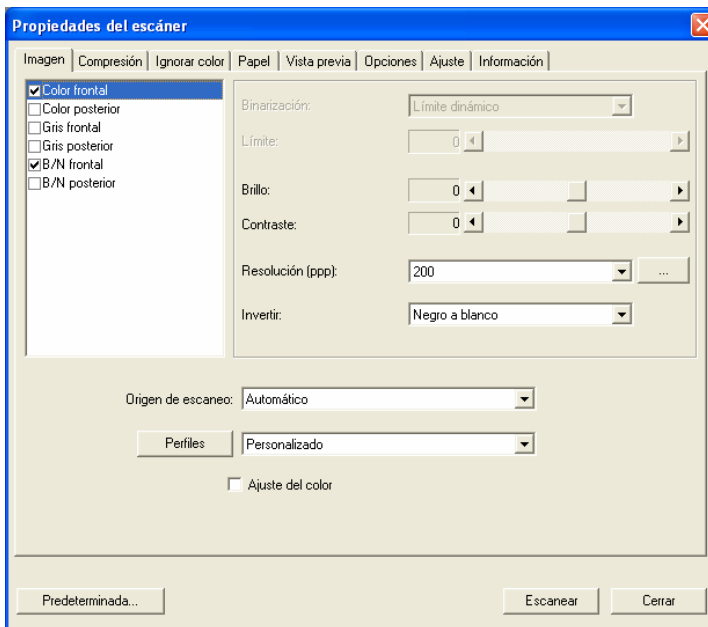 Propiedades del escáner
Imagen Compresión Ignorar color Papel Vista previa Opciones Ajuste Información
Color frontal
Color posterior
Gris frontal
Gris posterior
B/N frontal
B/N posterior
Binarización: Límite dinámico
Límite: 0
Brillo: 0
Contraste: 0
Resolución (ppp): 200 ...
Invertir: Negro a blanco
Origen de escaneo: Automático
Perfiles Personalizado
Ajuste del color
Predeterminada... Escanear Cerrar